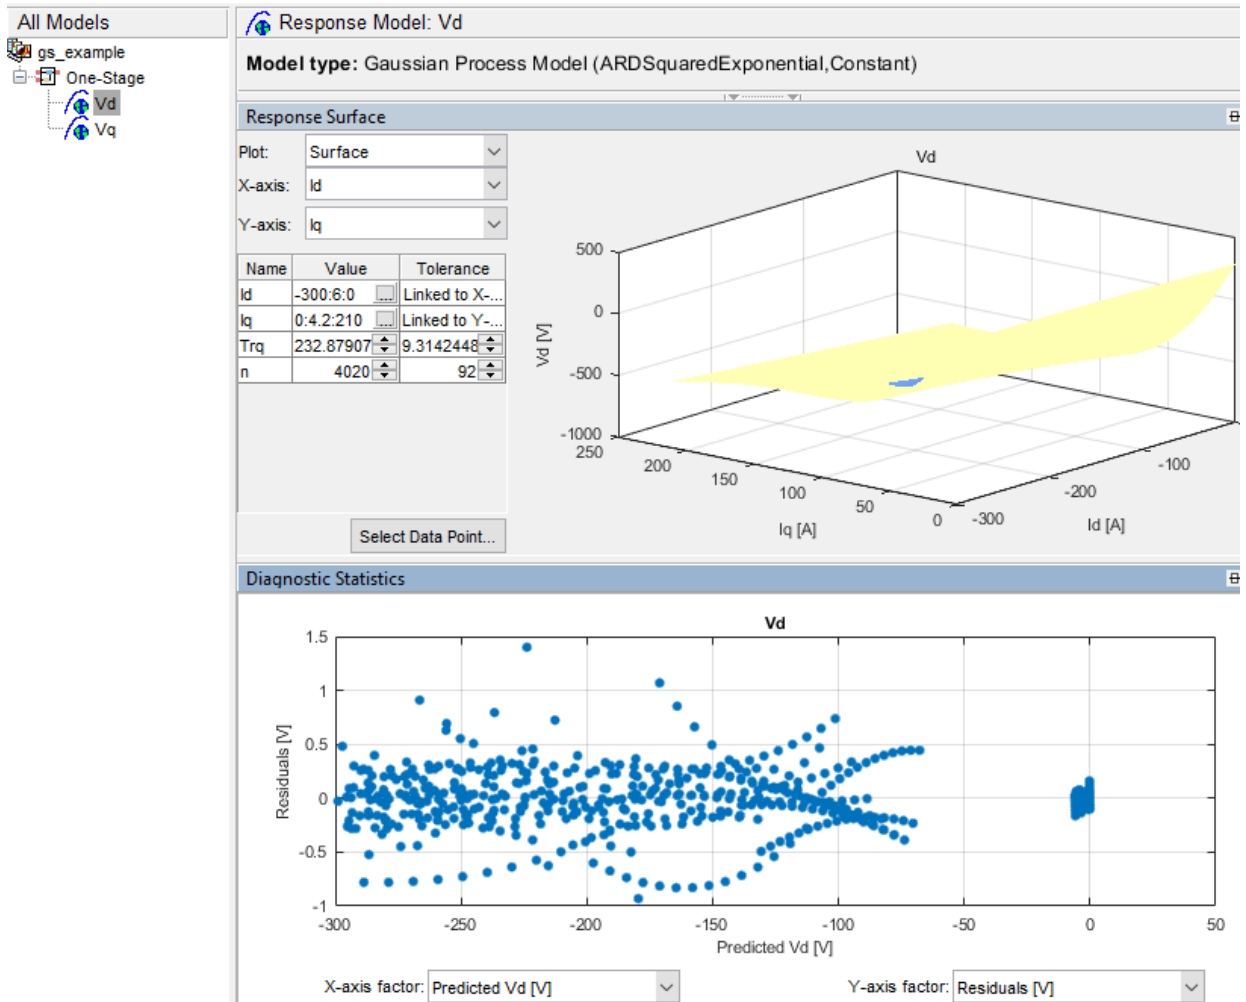 All Models
gs_example
One-Stage
Vd
Vq
Response Model: Vd
Model type: Gaussian Process Model (ARDSquaredExponential,Constant)
Response Surface
Plot: Surface
X-axis: Id
Y-axis: Iq
Name Value Tolerance
Id -300:6:0 ... Linked to X-...
Iq 0:4.2:210 ... Linked to Y-...
Trq 232.87907 9.3142448
n 4020 92
Select Data Point...
Vd
500
0
-500
-1000
Vd [V]
250
200
150
100
50
0
Iq [A]
-300
-200
-100
Id [A]
Diagnostic Statistics
Vd
1.5
1
0.5
0
-0.5
-1
Residuals [V]
-300 -250 -200 -150 -100 -50 0 50
Predicted Vd [V]
X-axis factor: Predicted Vd [V] Y-axis factor: Residuals [V]